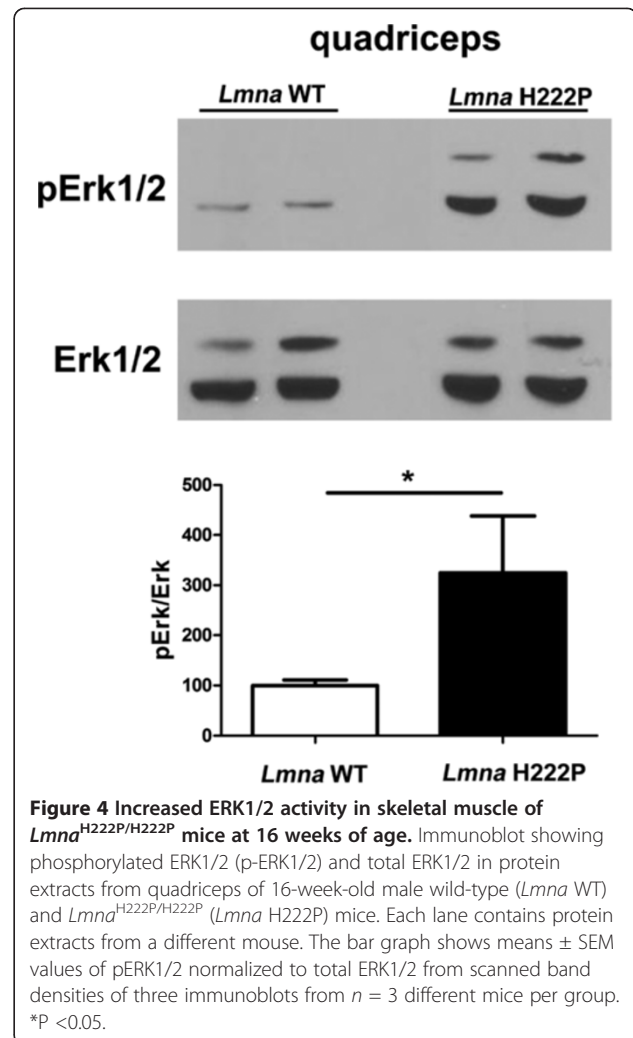 quadriceps
Lmna WT Lmna H222P
pErk1/2
Erk1/2
*
500
400
300
200
100
0
pErk/Erk
Lmna WT Lmna H222P
Figure 4 Increased ERK1/2 activity in skeletal muscle of
Lmna^H222P/H222P mice at 16 weeks of age. Immunoblot showing
phosphorylated ERK1/2 (p-ERK1/2) and total ERK1/2 in protein
extracts from quadriceps of 16-week-old male wild-type (Lmna WT)
and Lmna^H222P/H222P (Lmna H222P) mice. Each lane contains protein
extracts from a different mouse. The bar graph shows means ± SEM
values of pERK1/2 normalized to total ERK1/2 from scanned band
densities of three immunoblots from n = 3 different mice per group.
*P <0.05.